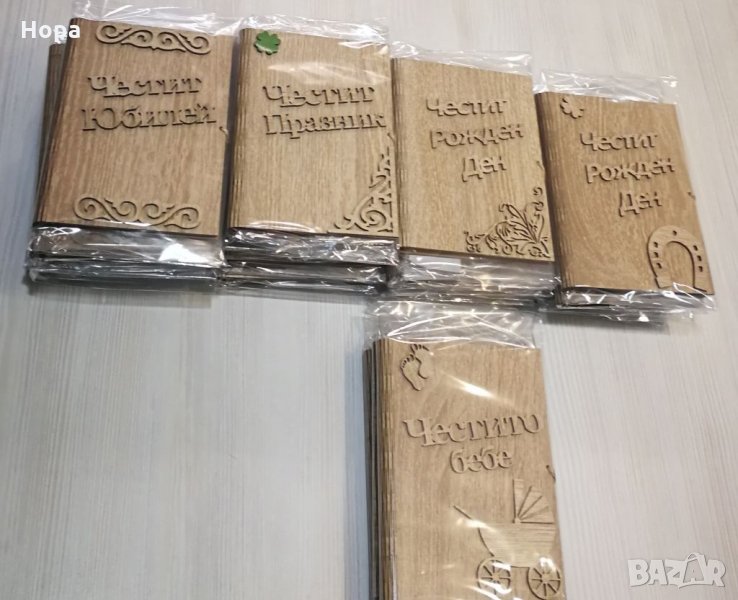 Нора
Честит
Юбилей
Честит
Празник
Честит
Рожден
Ден
Честит
Рожден
Ден
Честито
бебе
BAZAR